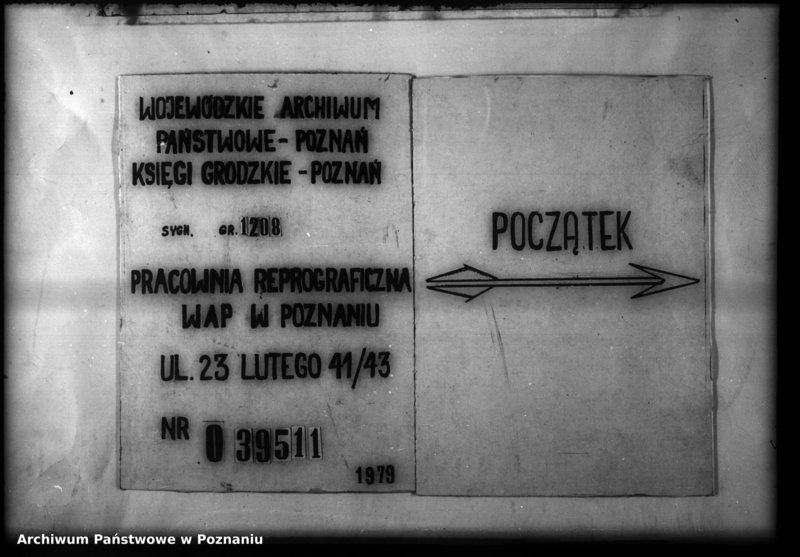 WOJEWÓDZKIE ARCHIWUM
PAŃSTWOWE - POZNAŃ
KSIĘGI GRODZKIE - POZNAŃ
SYGN. GR. 1208
PRACOWNIA REPROGRAFICZNA
WAP W POZNANIU
UL. 23 LUTEGO 41/43
NR 0 39511
1979
POCZĄTEK
Archiwum Państwowe w Poznaniu